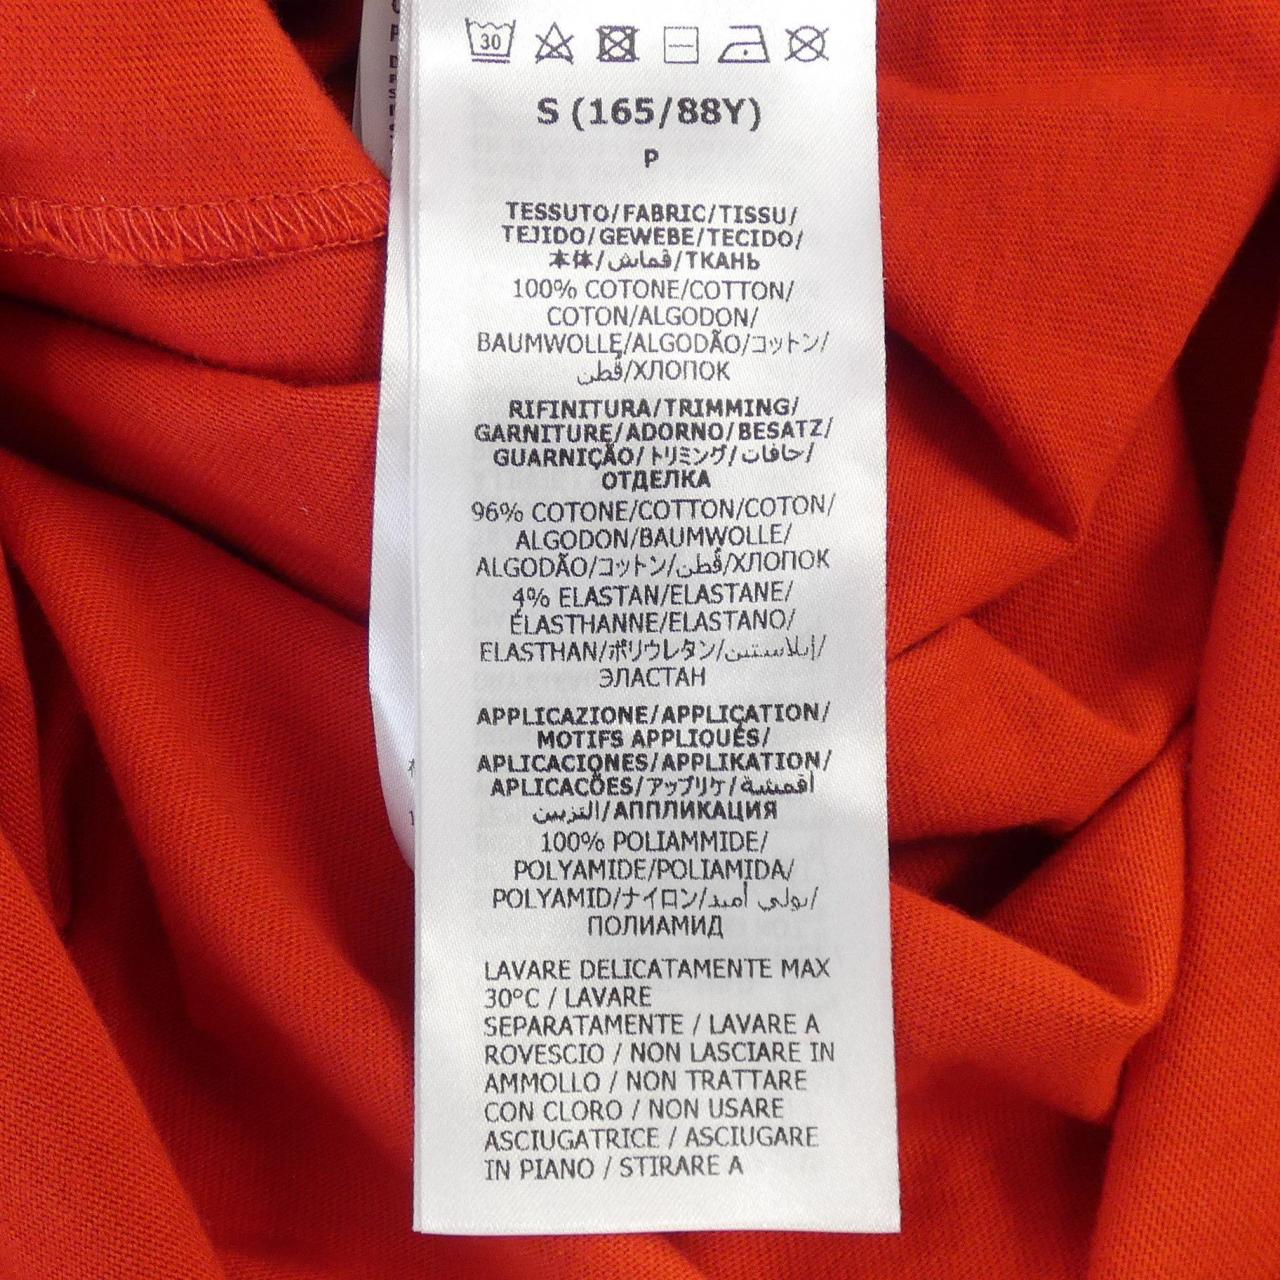 30
S (165/88Y)
P
TESSUTO/FABRIC/TISSU/
TEJIDO/GEWEBE/TECIDO/
本体/قماش/ТКАНЬ
100% COTONE/COTTON/
COTON/ALGODON/
BAUMWOLLE/ALGODÃO/コットン/
قُطن/ХЛОПОК
RIFINITURA/TRIMMING/
GARNITURE/ADORNO/BESATZ/
GUARNIÇÃO/トリミング/حافات/
ОТДЕЛКА
96% COTONE/COTTON/COTON/
ALGODON/BAUMWOLLE/
ALGODÃO/コットン/قُطن/ХЛОПОК
4% ELASTAN/ELASTANE/
ÉLASTHANNE/ELASTANO/
ELASTHAN/ポリウレタン/إيلاستين/
ЭЛАСТАН
APPLICAZIONE/APPLICATION/
MOTIFS APPLIQUÉS/
APLICACIONES/APPLIKATION/
APLICAÇÕES/アップリケ/أقمشة
التزيين/АППЛИКАЦИЯ
100% POLIAMMIDE/
POLYAMIDE/POLIAMIDA/
POLYAMID/ナイロン/بولي أميد/
ПОЛИАМИД
LAVARE DELICATAMENTE MAX
30°C / LAVARE
SEPARATAMENTE / LAVARE A
ROVESCIO / NON LASCIARE IN
AMMOLLO / NON TRATTARE
CON CLORO / NON USARE
ASCIUGATRICE / ASCIUGARE
IN PIANO / STIRARE A